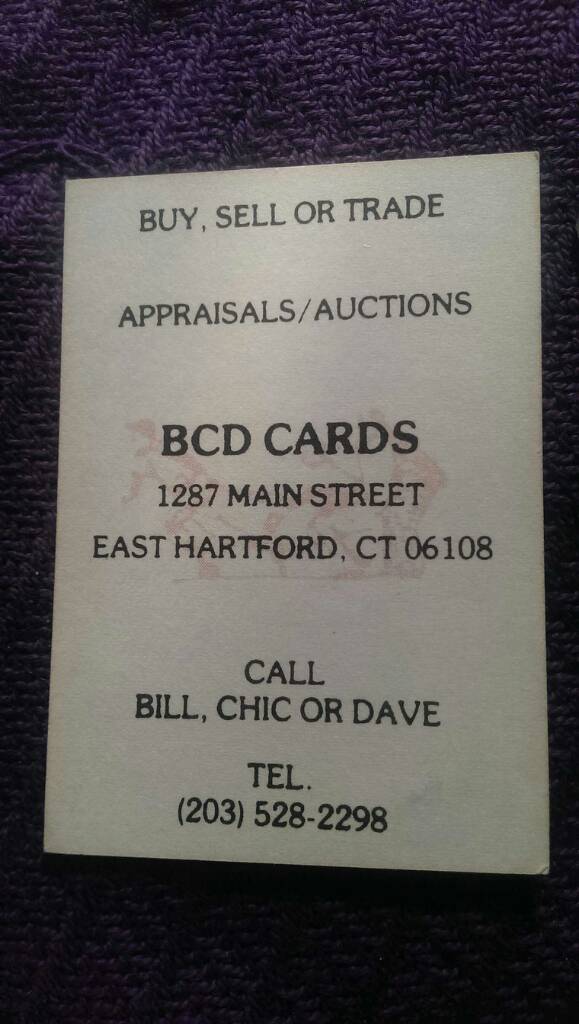 BUY, SELL OR TRADE
APPRAISALS/AUCTIONS
BCD CARDS
1287 MAIN STREET
EAST HARTFORD, CT 06108
CALL
BILL, CHIC OR DAVE
TEL.
(203) 528-2298